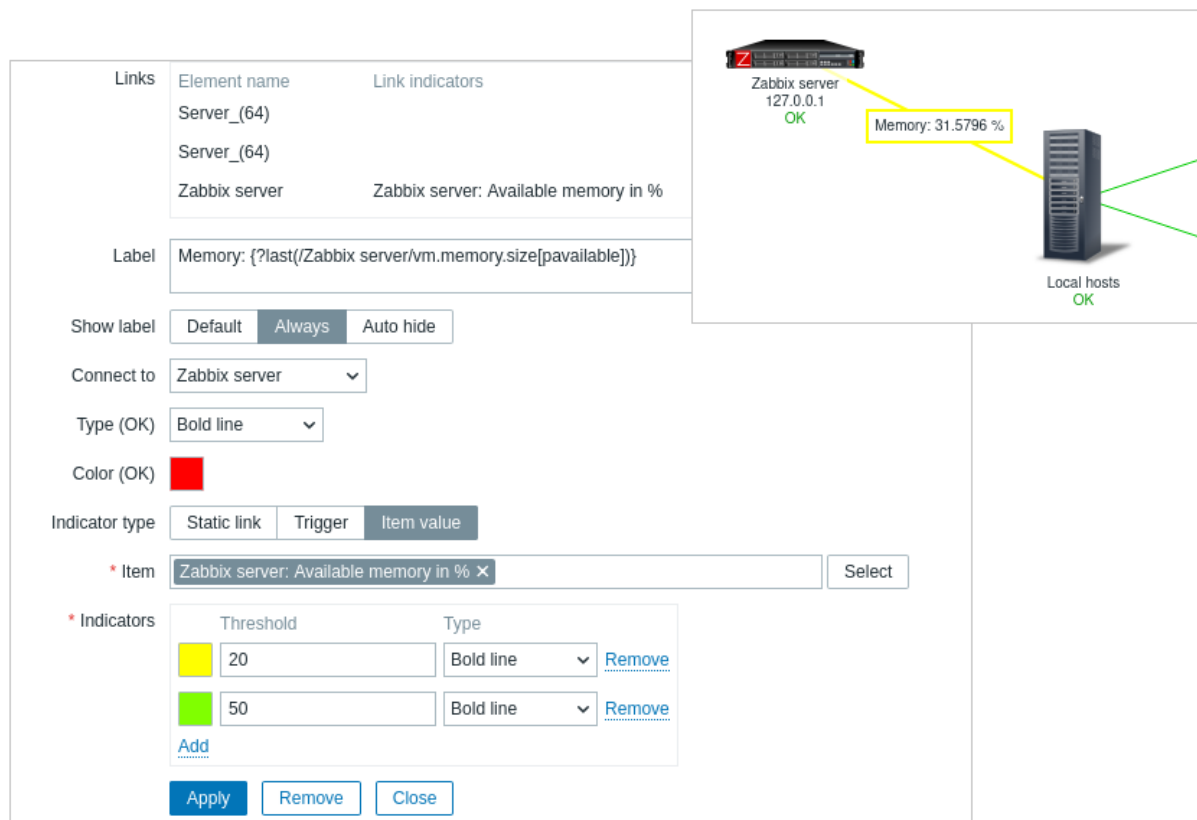 Links
Element name Link indicators
Server_(64)
Server_(64)
Zabbix server Zabbix server: Available memory in %
Label Memory: {?last(/Zabbix server/vm.memory.size[pavailable])}
Show label Default Always Auto hide
Connect to Zabbix server
Type (OK) Bold line
Color (OK)
Indicator type Static link Trigger Item value
* Item Zabbix server: Available memory in % ✕ Select
* Indicators
Threshold Type
20 Bold line Remove
50 Bold line Remove
Add
Apply Remove Close
Z
Zabbix server
127.0.0.1
OK
Memory: 31.5796 %
Local hosts
OK